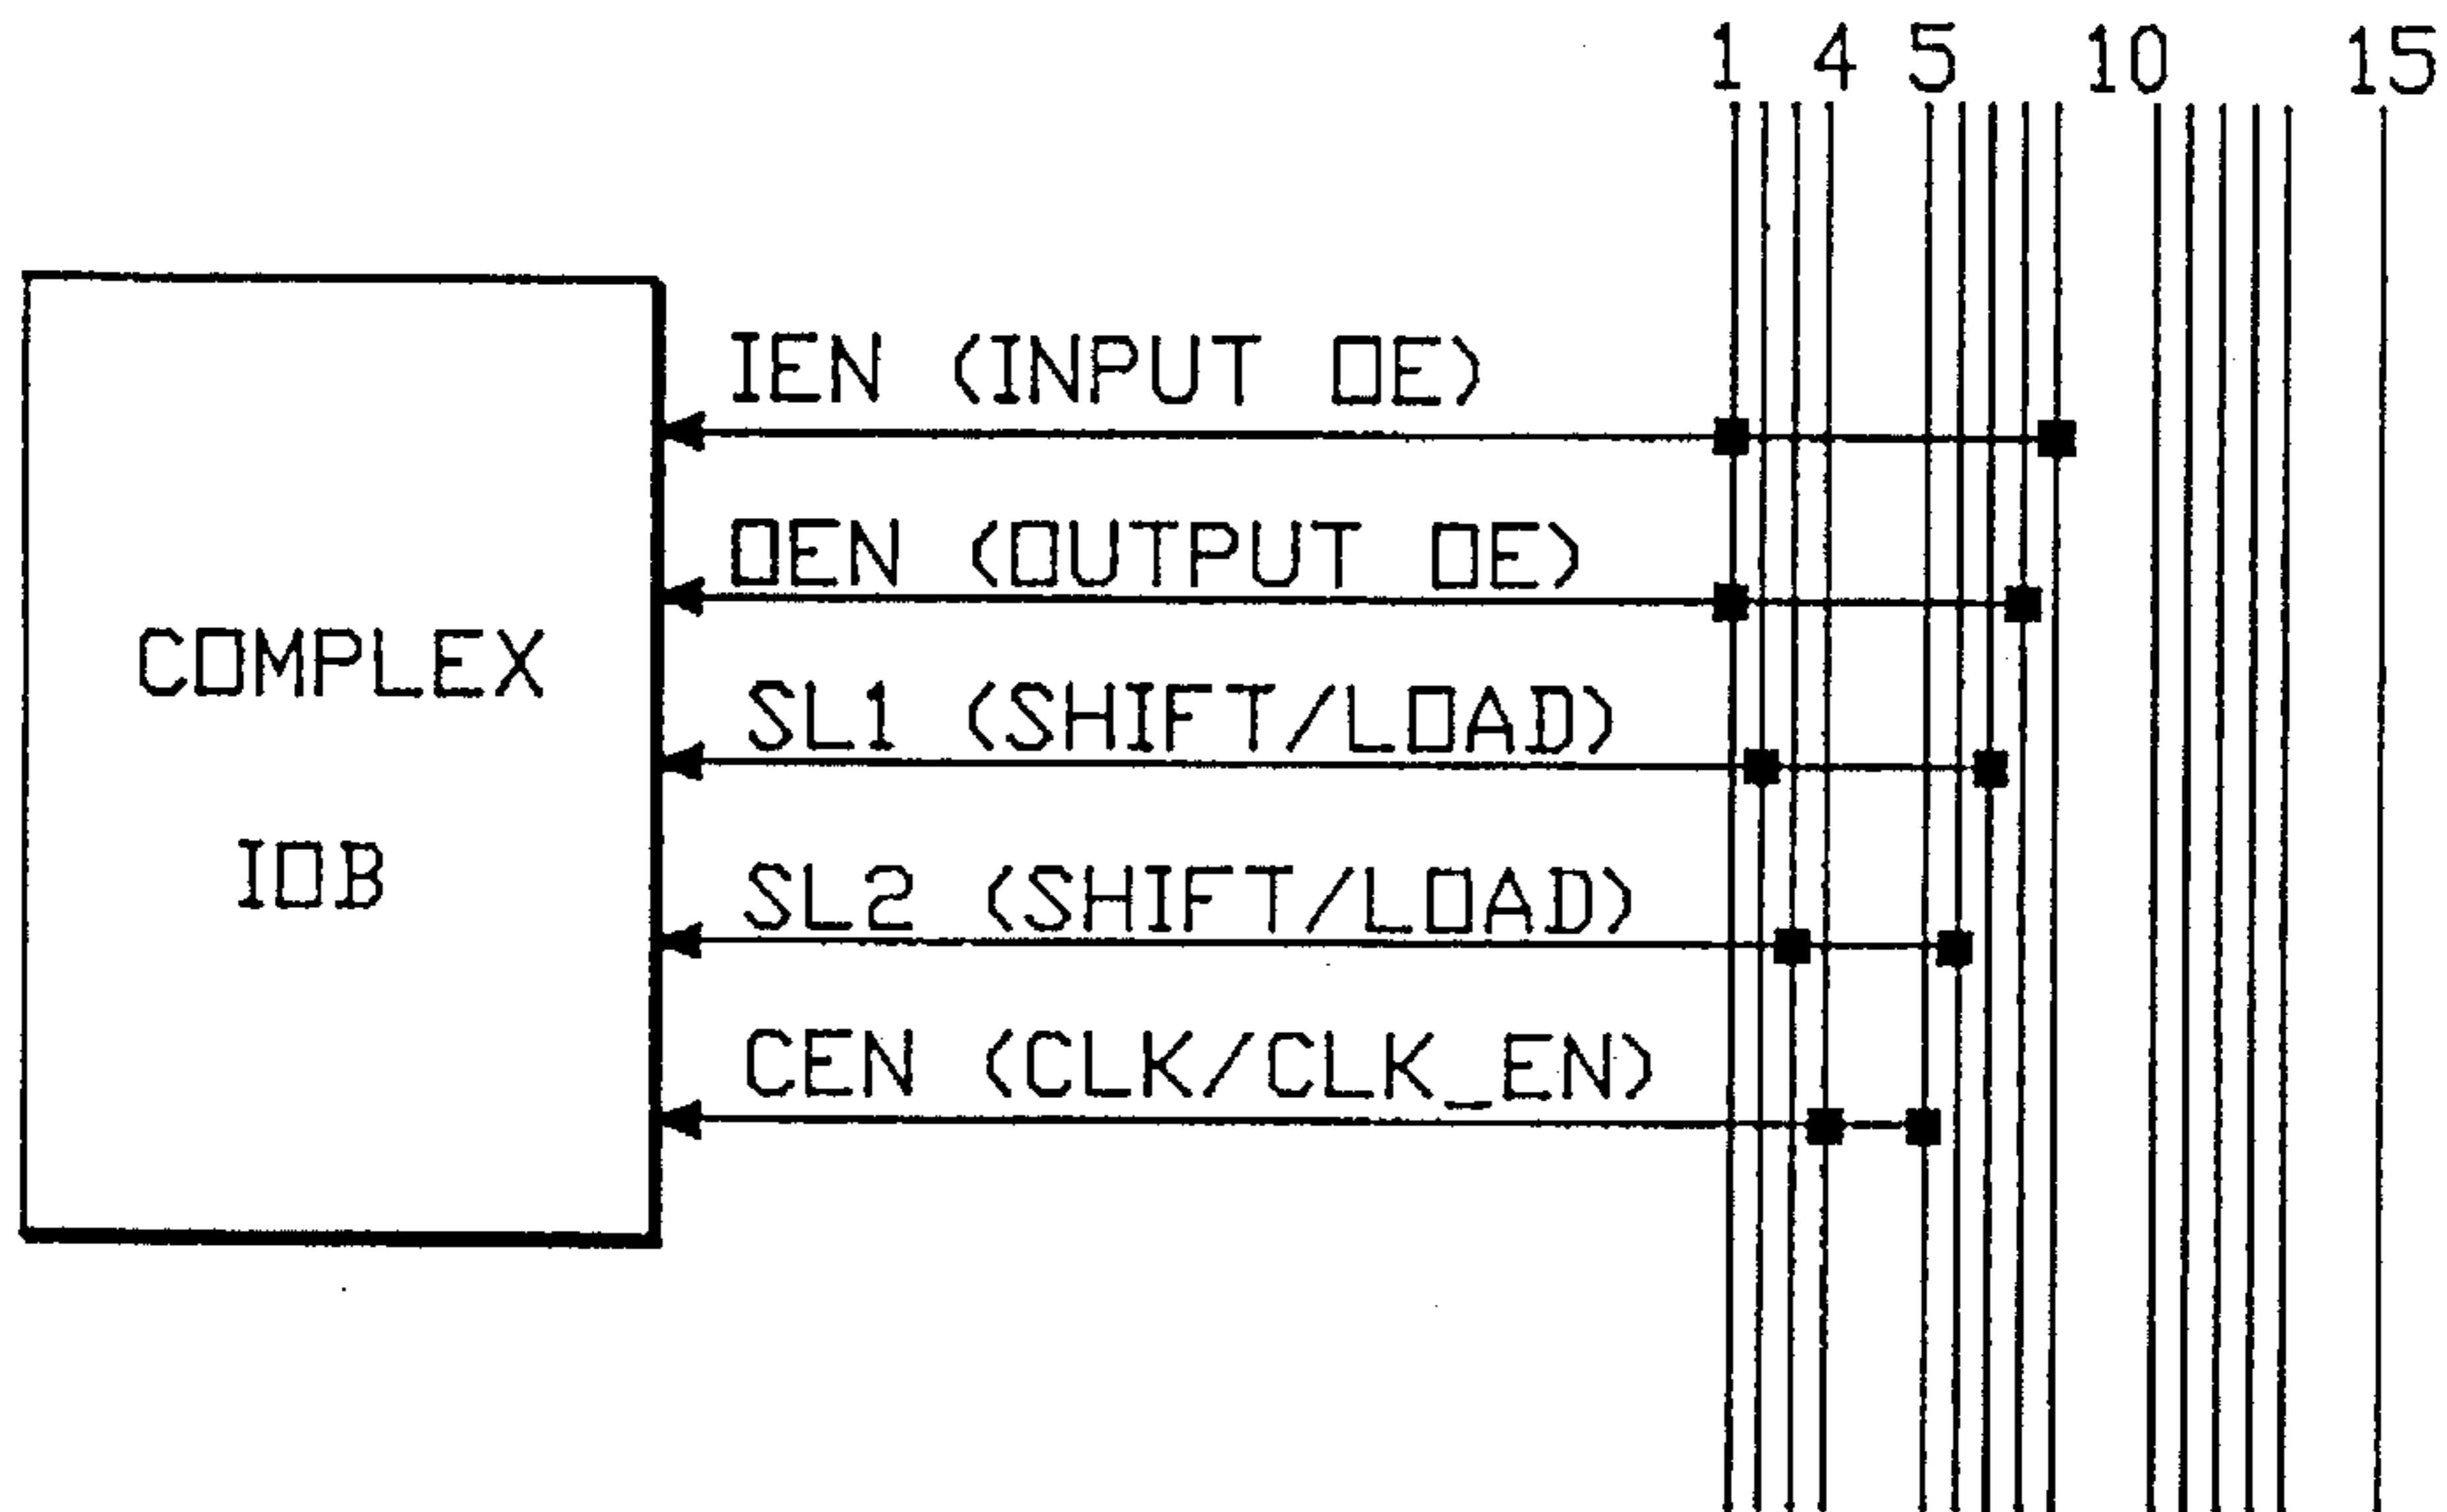 1 4 5 10 15
IEN (INPUT OE)
OEN (OUTPUT OE)
COMPLEX
SL1 (SHIFT/LOAD)
IOB
SL2 (SHIFT/LOAD)
CEN (CLK/CLK_EN)